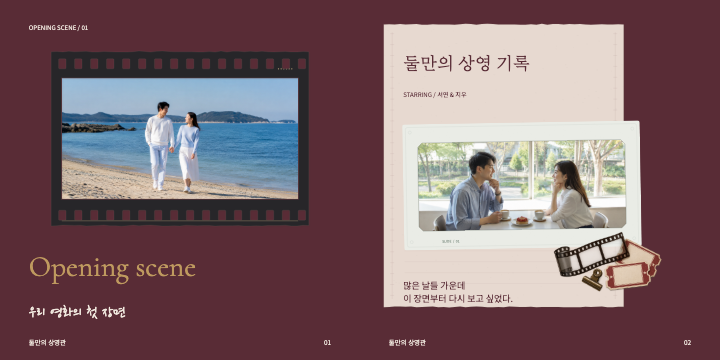 OPENING SCENE / 01
Opening scene
우리 영화의 첫 장면
둘만의 상영관
01
둘만의 상영 기록
STARRING / 서연 & 지우
많은 날들 가운데
이 장면부터 다시 보고 싶었다.
둘만의 상영관
02